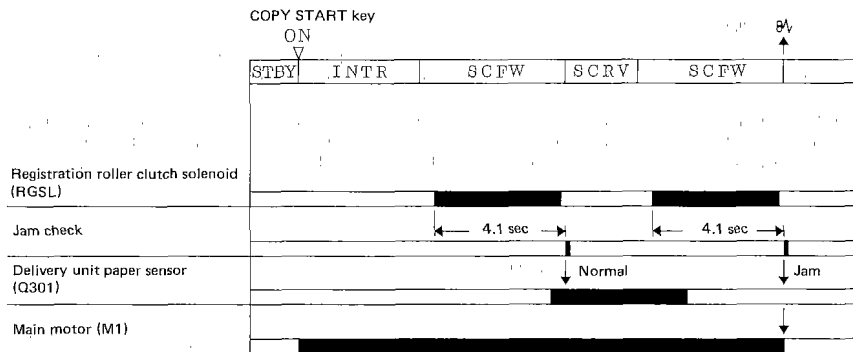 COPY START key
ON
STBY INTR SCFW SCRV SCFW
Registration roller clutch solenoid
(RGSL)
Jam check
4.1 sec 4.1 sec
Delivery unit paper sensor
(Q301)
Normal Jam
Main motor (M1)